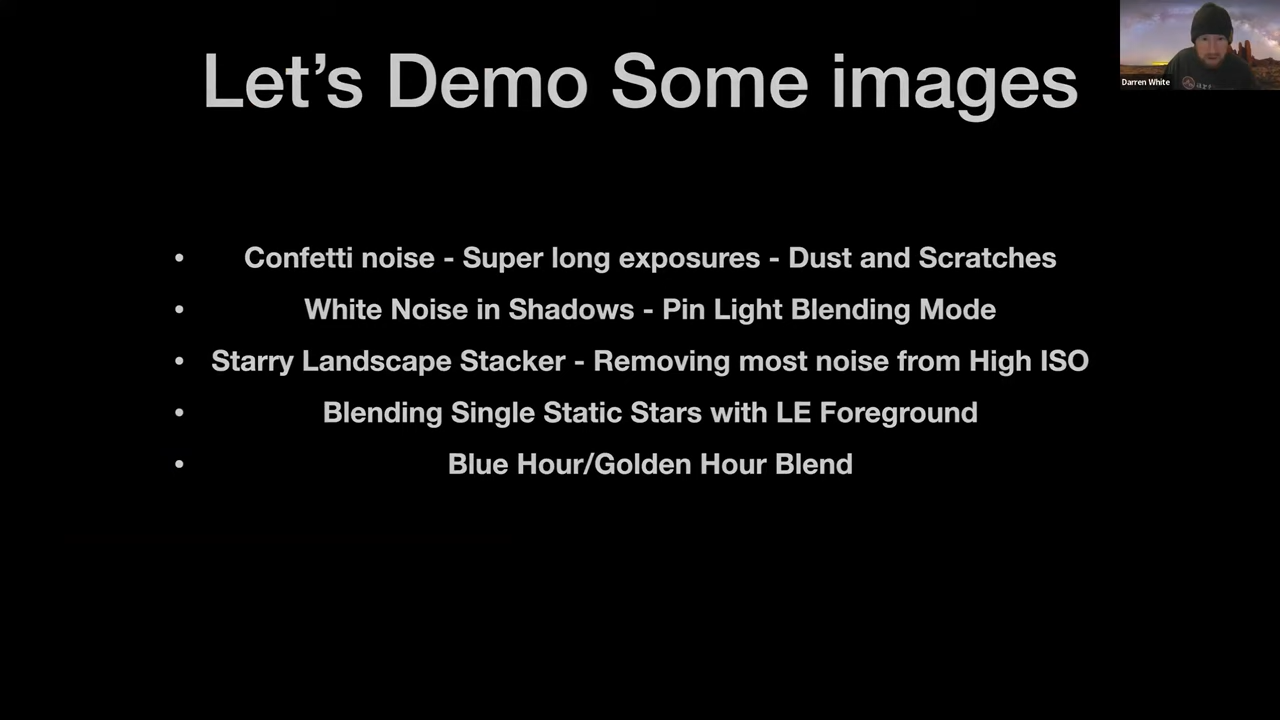 Let’s Demo Some images
Darren White
• Confetti noise - Super long exposures - Dust and Scratches
• White Noise in Shadows - Pin Light Blending Mode
• Starry Landscape Stacker - Removing most noise from High ISO
• Blending Single Static Stars with LE Foreground
• Blue Hour/Golden Hour Blend